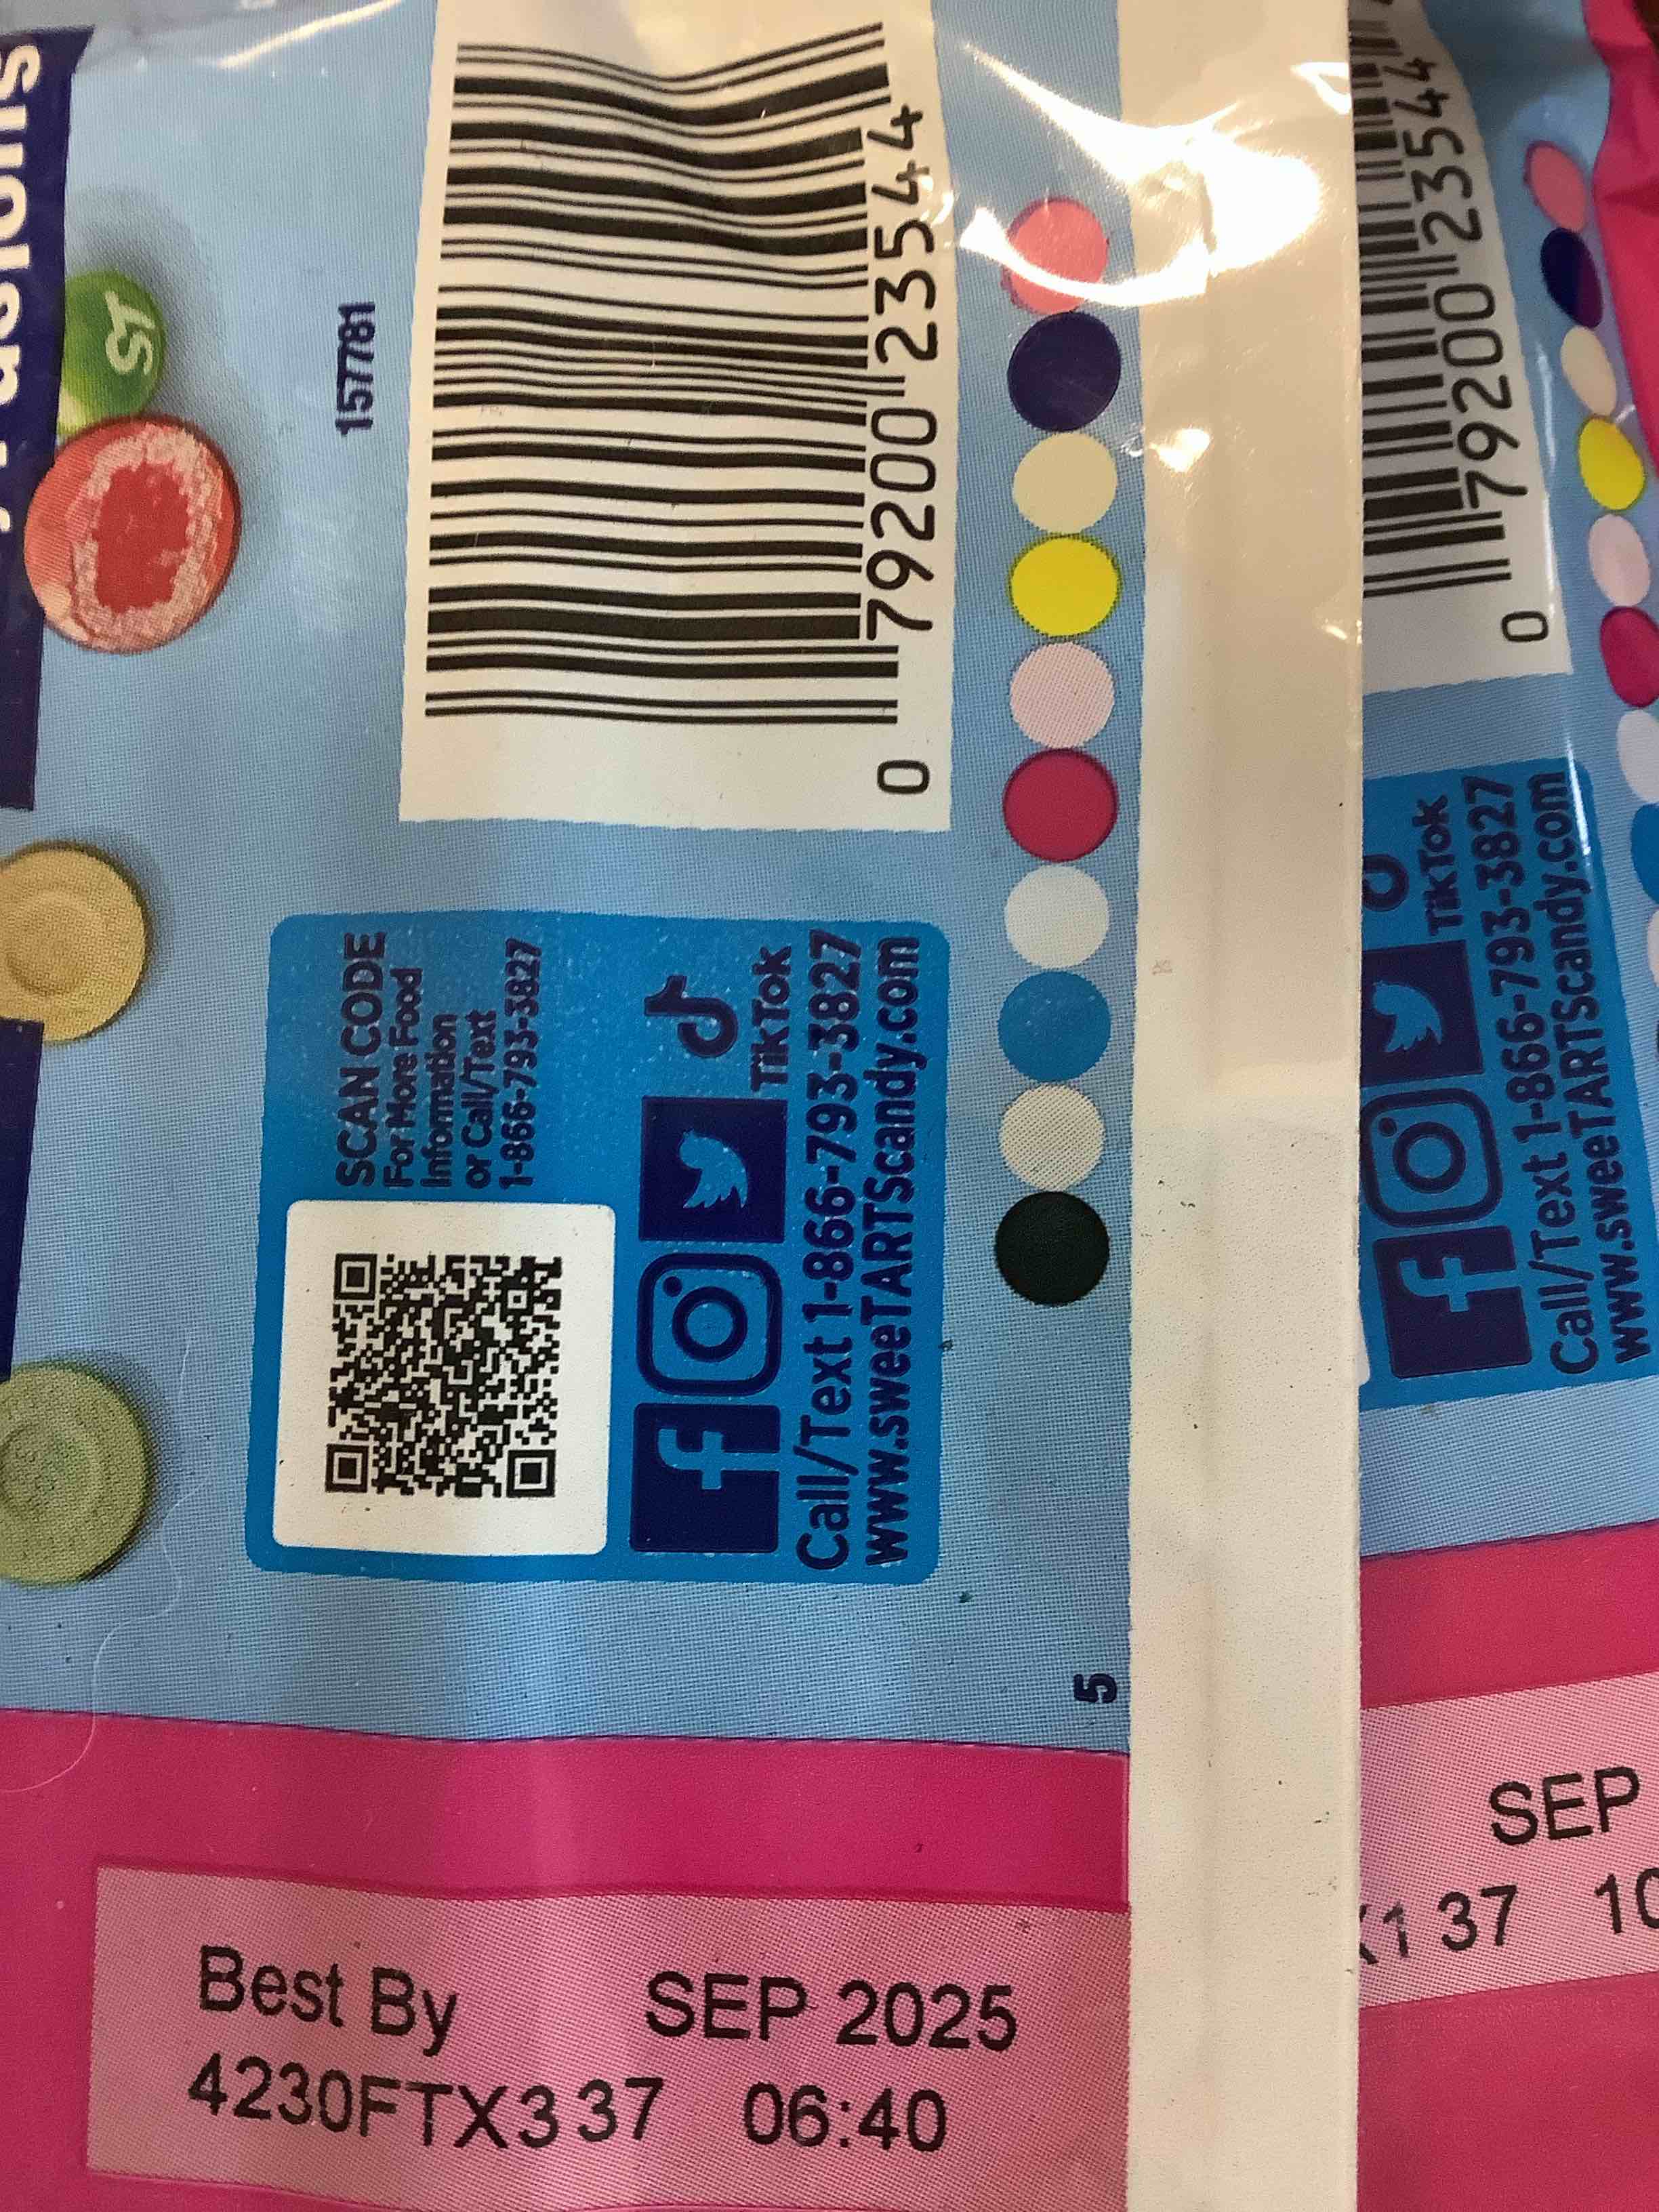 157781
0 79200 23544
SCAN CODE
For More Food
Information
or Call/Text
1-866-793-3827
TikTok
Call/Text 1-866-793-3827
www.sweeTARTScandy.com
5
Best By SEP 2025
4230FTX3 37 06:40
0 79200 23544
TikTok
Call/Text 1-866-793-3827
www.sweeTARTScandy.com
SEP
1 37 10